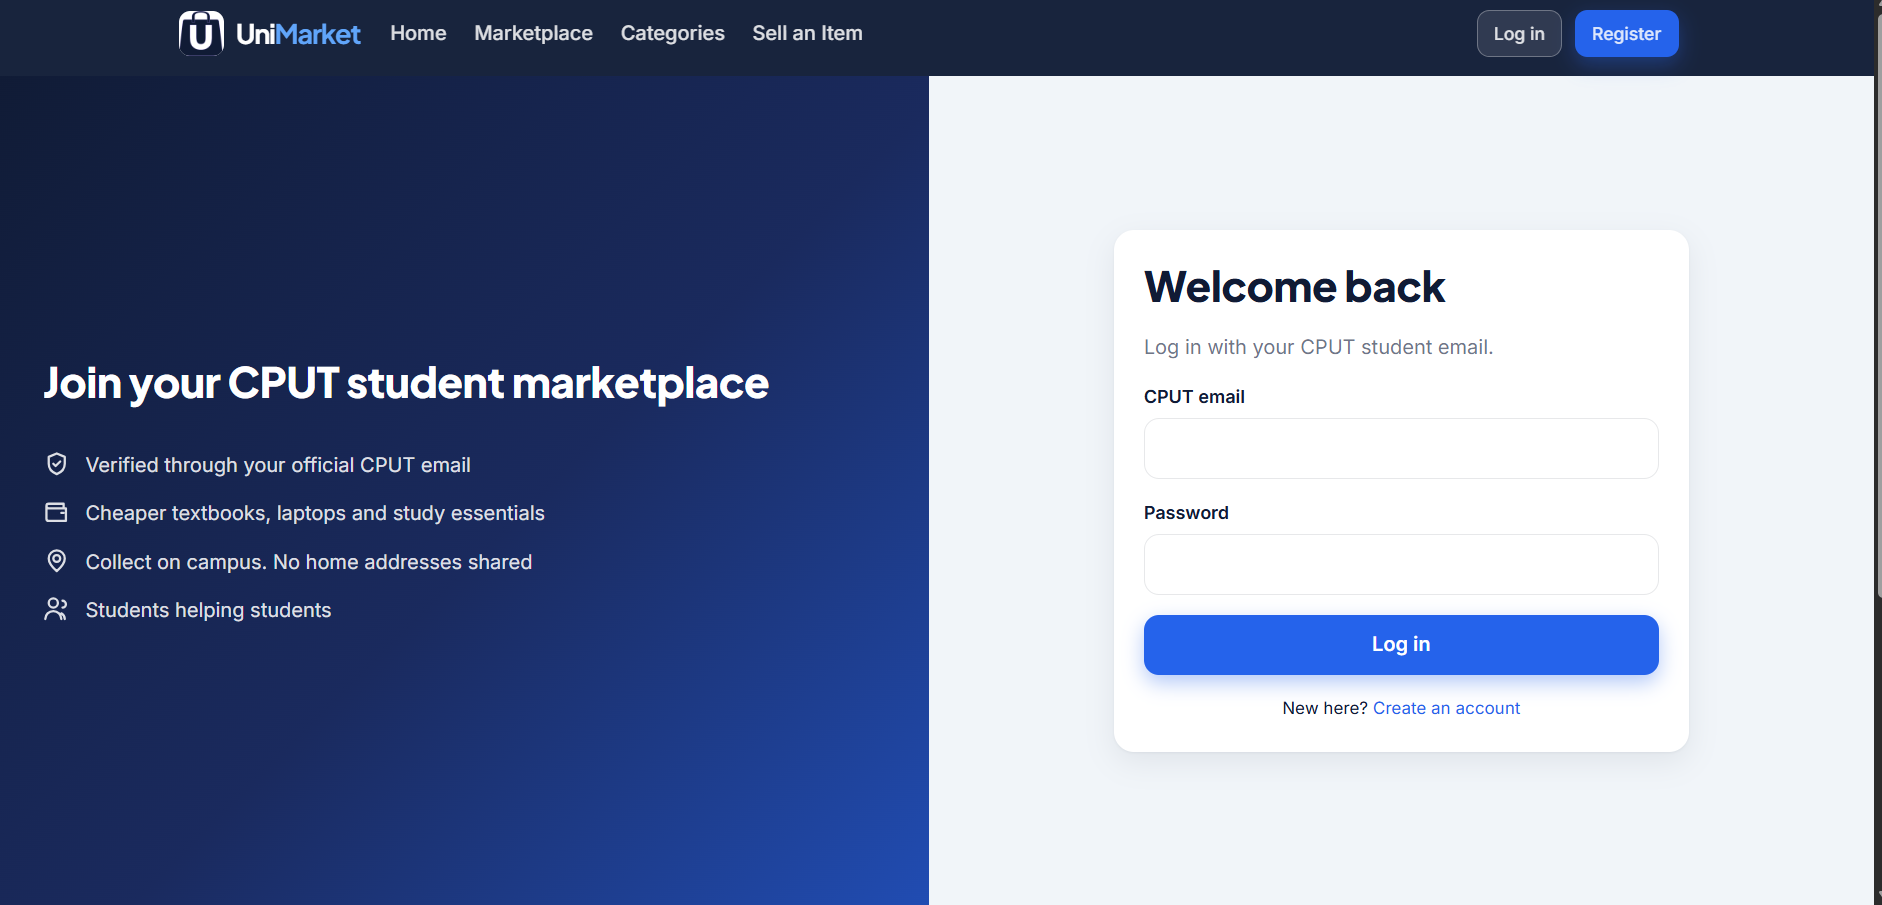 UniMarket Home Marketplace Categories Sell an Item Log in Register
Join your CPUT student marketplace
Verified through your official CPUT email
Cheaper textbooks, laptops and study essentials
Collect on campus. No home addresses shared
Students helping students
Welcome back
Log in with your CPUT student email.
CPUT email
Password
Log in
New here? Create an account